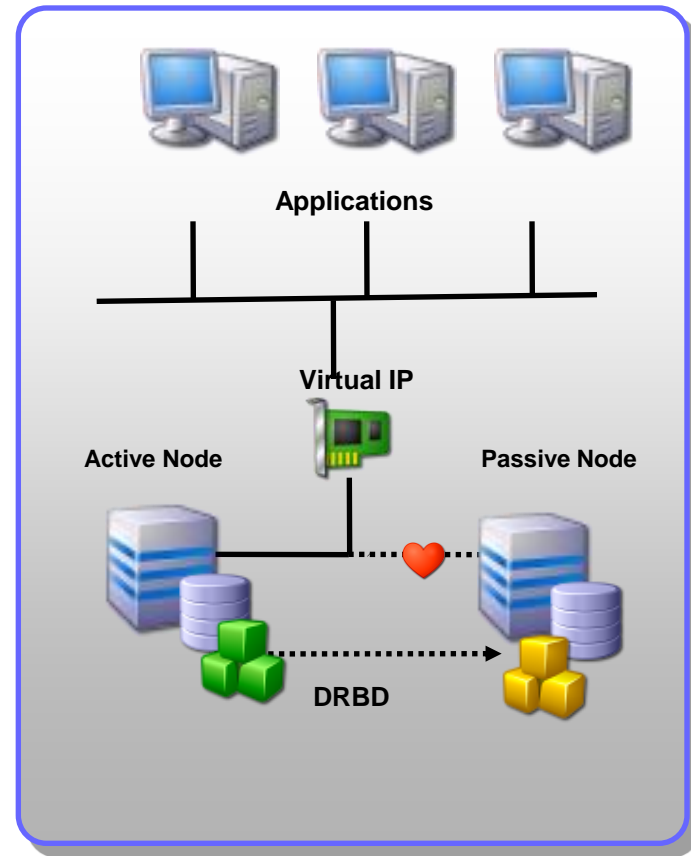 Applications
Virtual IP
Active Node
Passive Node
DRBD